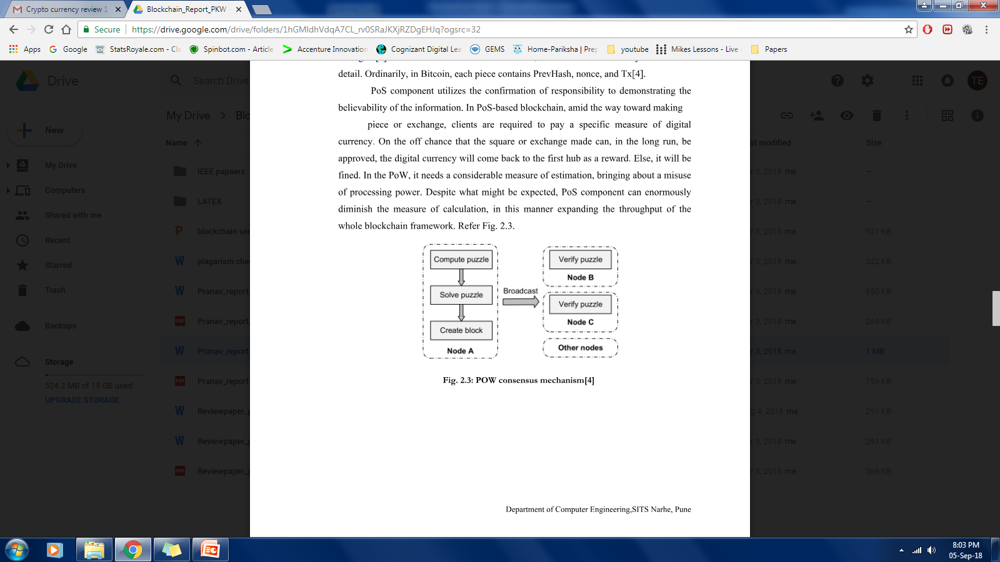 Crypto currency review 1
Blockchain_Report_PKW
Secure
https://drive.google.com/drive/folders/1hGMIdhVdqA7CL_rv0SRaJKXjRZDgEHJq?ogsrc=32
Apps
Google
StatsRoyale.com - Cla
Spinbot.com - Article
Accenture Innovation
Cognizant Digital Lea
GEMS
Home-Pariksha | Prep
youtube
Mikes Lessons - Live
Papers
Drive
Search Drive
TE
My Drive > Blo
New
Name
st modified
Size
My Drive
Computers
Shared with me
Recent
Starred
Trash
Backups
Storage
524.2 MB of 15 GB used
UPGRADE STORAGE
IEEE papaers
3, 2018 me
LATEX
3, 2018 me
blockchain ser
3, 2018 me
921 KB
plagarism che
3, 2018 me
322 KB
Pranav_report_
3, 2018 me
950 KB
Pranav_report_
3, 2018 me
269 KB
Pranav_report_
3, 2018 me
1 MB
Pranav_report_
3, 2018 me
759 KB
Reviewpaper_p
g 4, 2018 me
291 KB
Reviewpaper_p
3, 2018 me
291 KB
Reviewpaper_p
3, 2018 me
369 KB
detail. Ordinarily, in Bitcoin, each piece contains PrevHash, nonce, and Tx[4].
PoS component utilizes the confirmation of responsibility to demonstrating the
believability of the information. In PoS-based blockchain, amid the way toward making
piece or exchange, clients are required to pay a specific measure of digital
currency. On the off chance that the square or exchange made can, in the long run, be
approved, the digital currency will come back to the first hub as a reward. Else, it will be
fined. In the PoW, it needs a considerable measure of estimation, bringing about a misuse
of processing power. Despite what might be expected, PoS component can enormously
diminish the measure of calculation, in this manner expanding the throughput of the
whole blockchain framework. Refer Fig. 2.3.
Compute puzzle
Solve puzzle
Create block
Node A
Broadcast
Verify puzzle
Node B
Verify puzzle
Node C
Other nodes
Fig. 2.3: POW consensus mechanism[4]
Department of Computer Engineering,SITS Narhe, Pune
8:03 PM
05-Sep-18